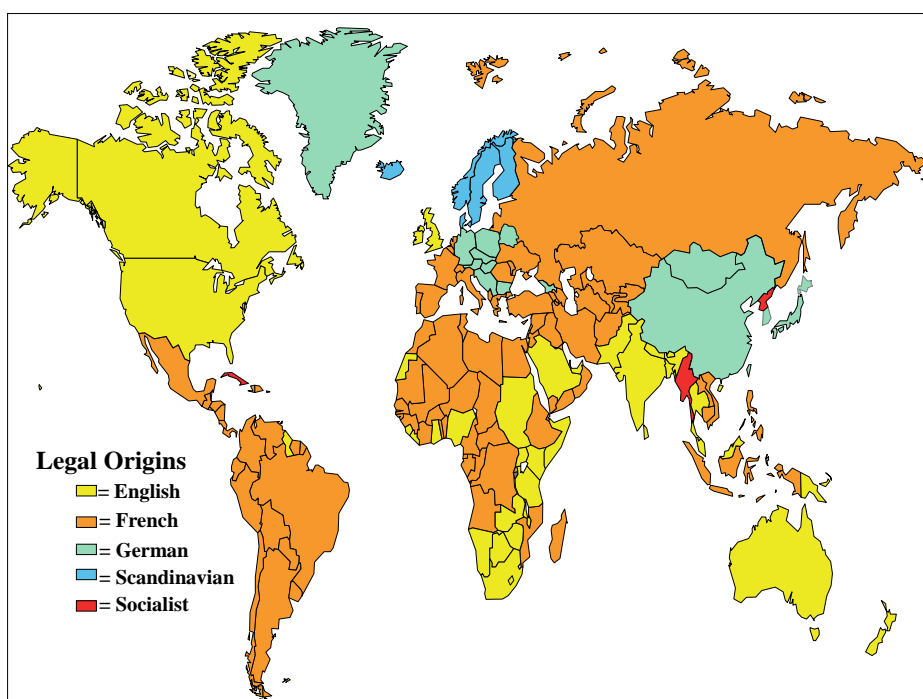 Legal Origins
= English
= French
= German
= Scandinavian
= Socialist